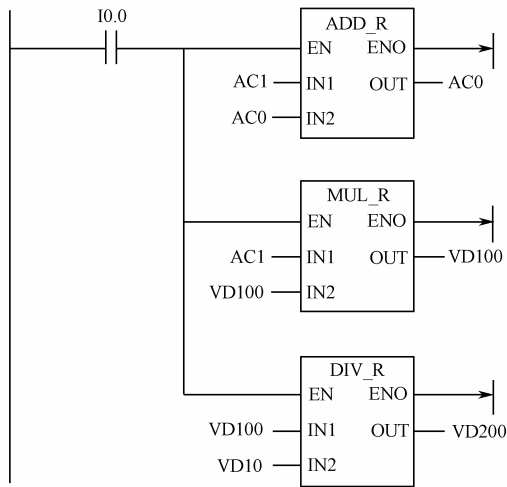 I0.0
ADD_R
EN ENO
AC1 IN1 OUT AC0
AC0 IN2
MUL_R
EN ENO
AC1 IN1 OUT VD100
VD100 IN2
DIV_R
EN ENO
VD100 IN1 OUT VD200
VD10 IN2